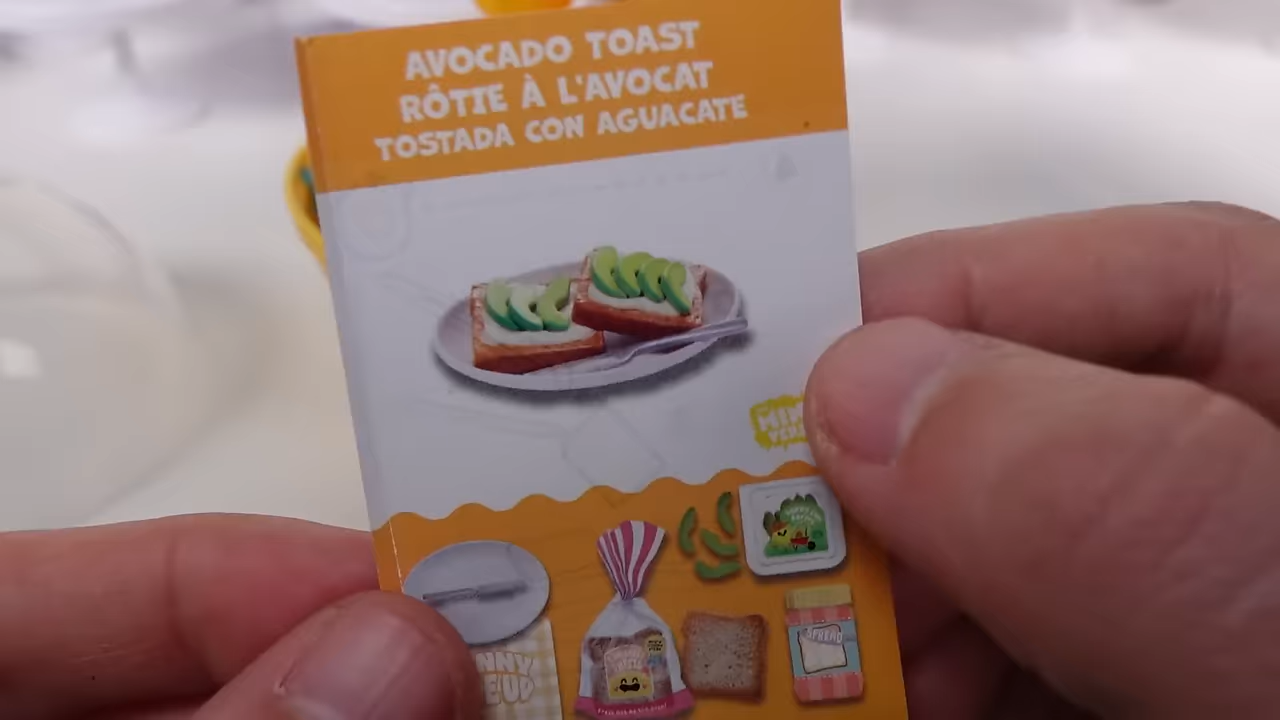 AVOCADO TOAST
RÔTIE À L'AVOCAT
TOSTADA CON AGUACATE
SPREAD